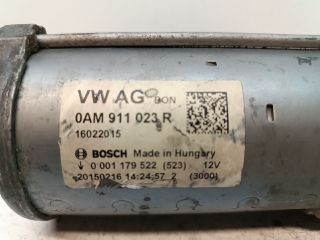 VW AG BON
0AM 911 023 R
16022015
BOSCH Made in Hungary
↓ 0 001 179 522 (523) 12V
20150216 14:24:57 2 (3000)